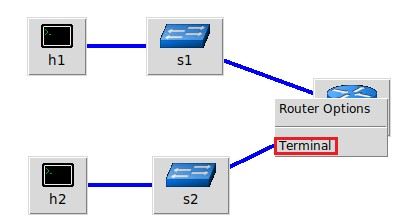 h1
s1
Router Options
Terminal
h2
s2